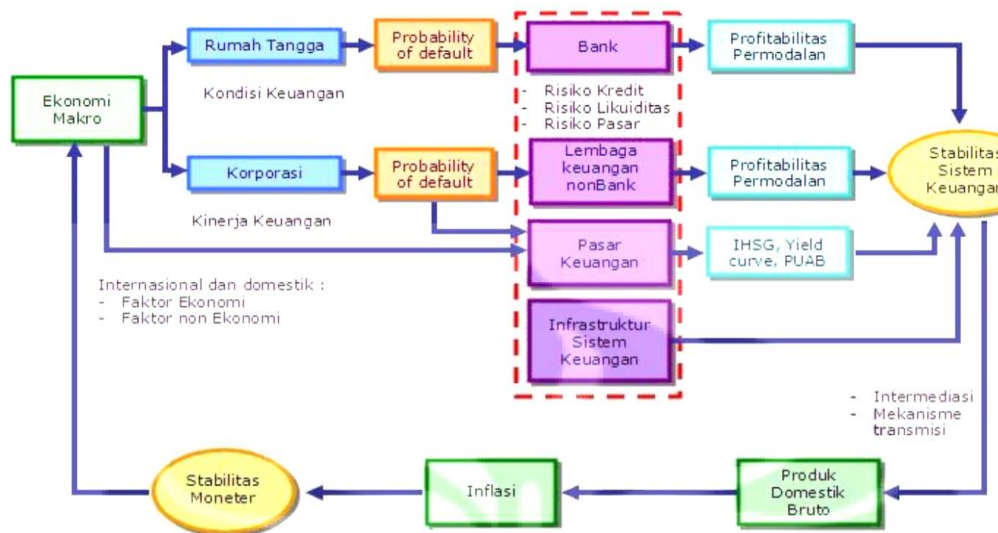 Rumah Tangga
Probability
of default
Bank
Profitabilitas
Permodalan
Ekonomi
Makro
Kondisi Keuangan
- Risiko Kredit
- Risiko Likuiditas
- Risiko Pasar
Korporasi
Probability
of default
Lembaga
keuangan
nonBank
Profitabilitas
Permodalan
Stabilitas
Sistem
Keuangan
Kinerja Keuangan
Pasar
Keuangan
IHSG, Yield
curve, PUAB
Internasional dan domestik :
- Faktor Ekonomi
- Faktor non Ekonomi
Infrastruktur
Sistem
Keuangan
- Intermediasi
- Mekanisme
transmisi
Stabilitas
Moneter
Inflasi
Produk
Domestik
Bruto